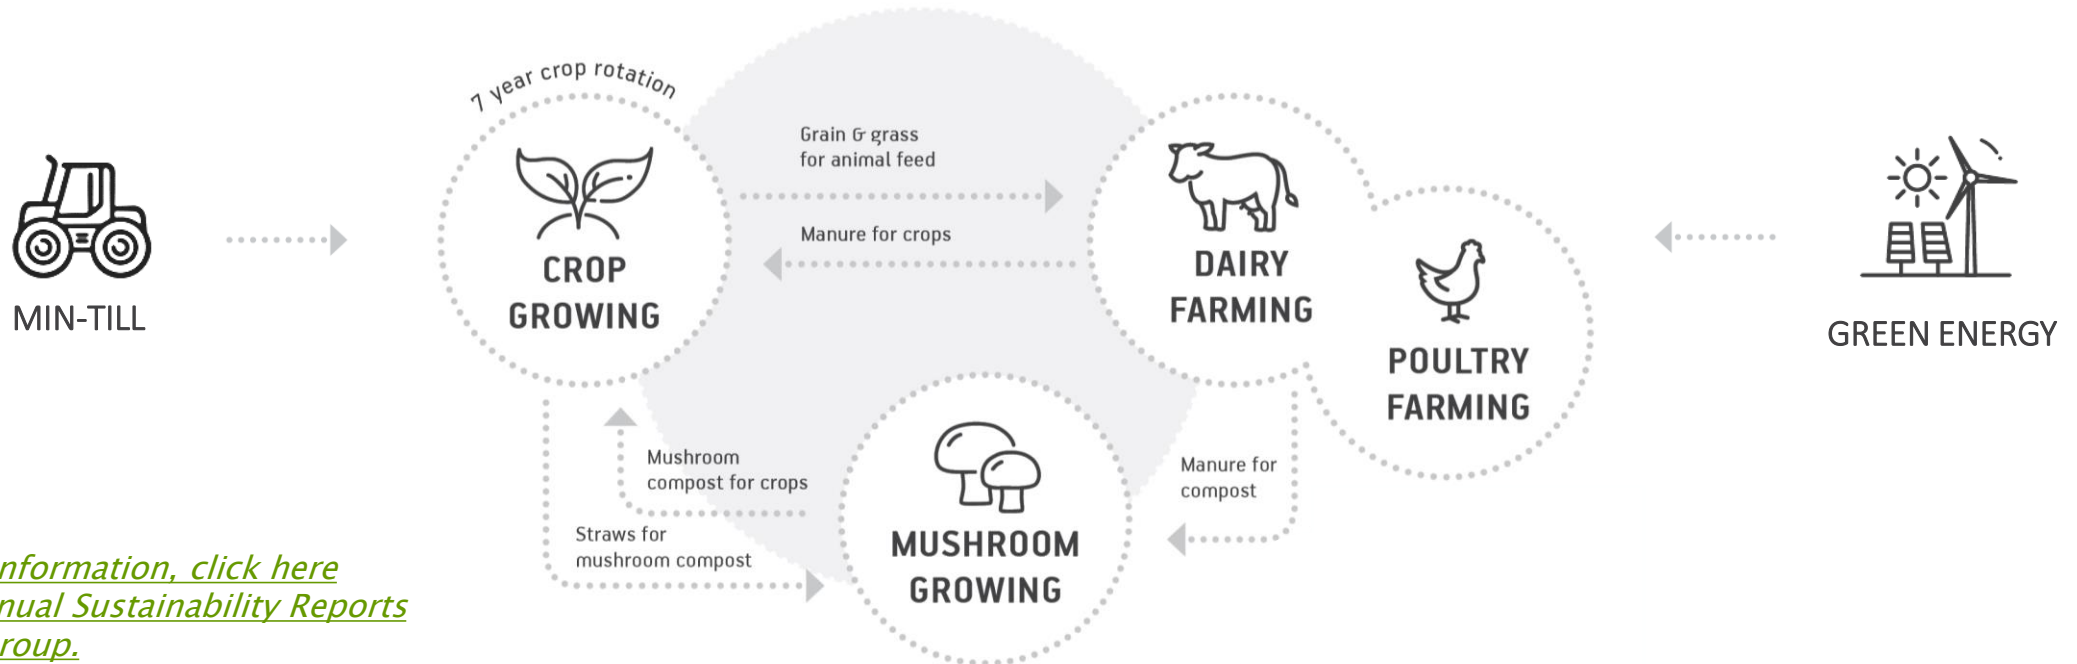 7 year crop rotation
Grain & grass
for animal feed
Manure for crops
CROP
GROWING
DAIRY
FARMING
POULTRY
FARMING
MIN-TILL
GREEN ENERGY
Mushroom
compost for crops
Straws for
mushroom compost
Manure for
compost
MUSHROOM
GROWING
nformation, click here
nual Sustainability Reports
roup.